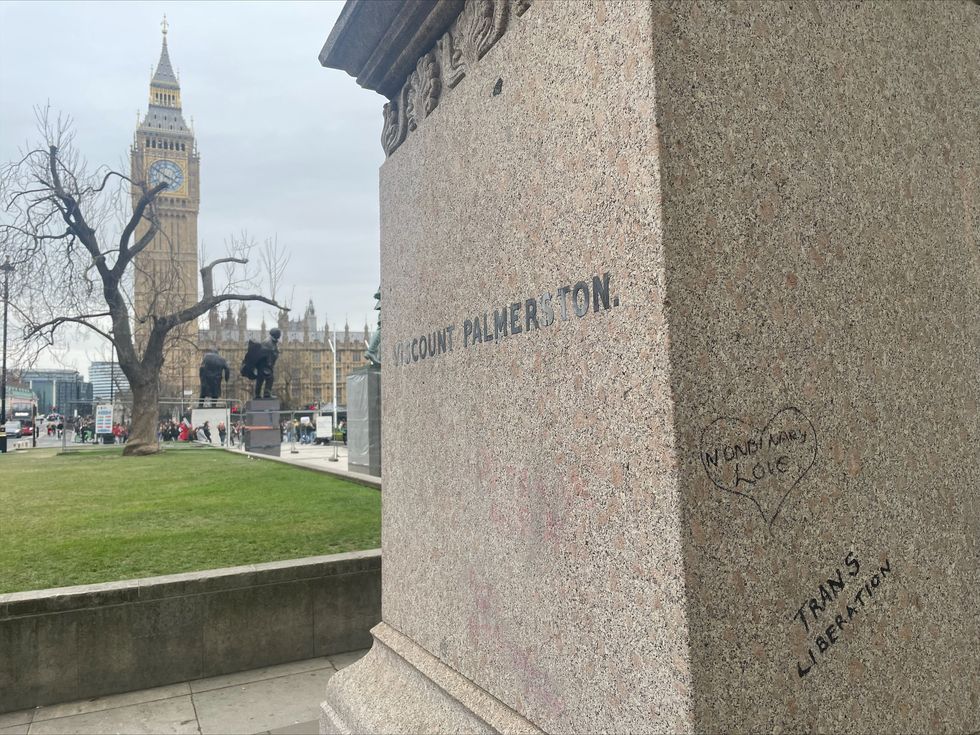 VISCOUNT PALMERSTON.
NONBINARY
LOVE
TRANS
LIBERATION